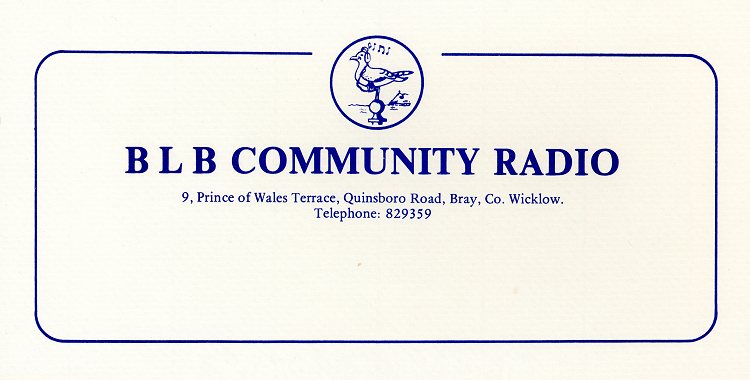 B L B COMMUNITY RADIO
9, Prince of Wales Terrace, Quinsboro Road, Bray, Co. Wicklow.
Telephone: 829359